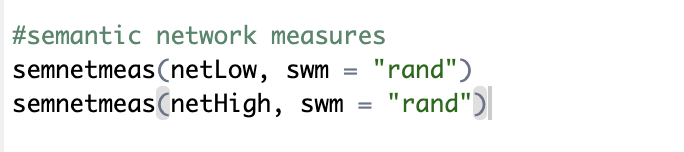 #semantic network measures
semnetmeas(netLow, swm = "rand")
semnetmeas(netHigh, swm = "rand")